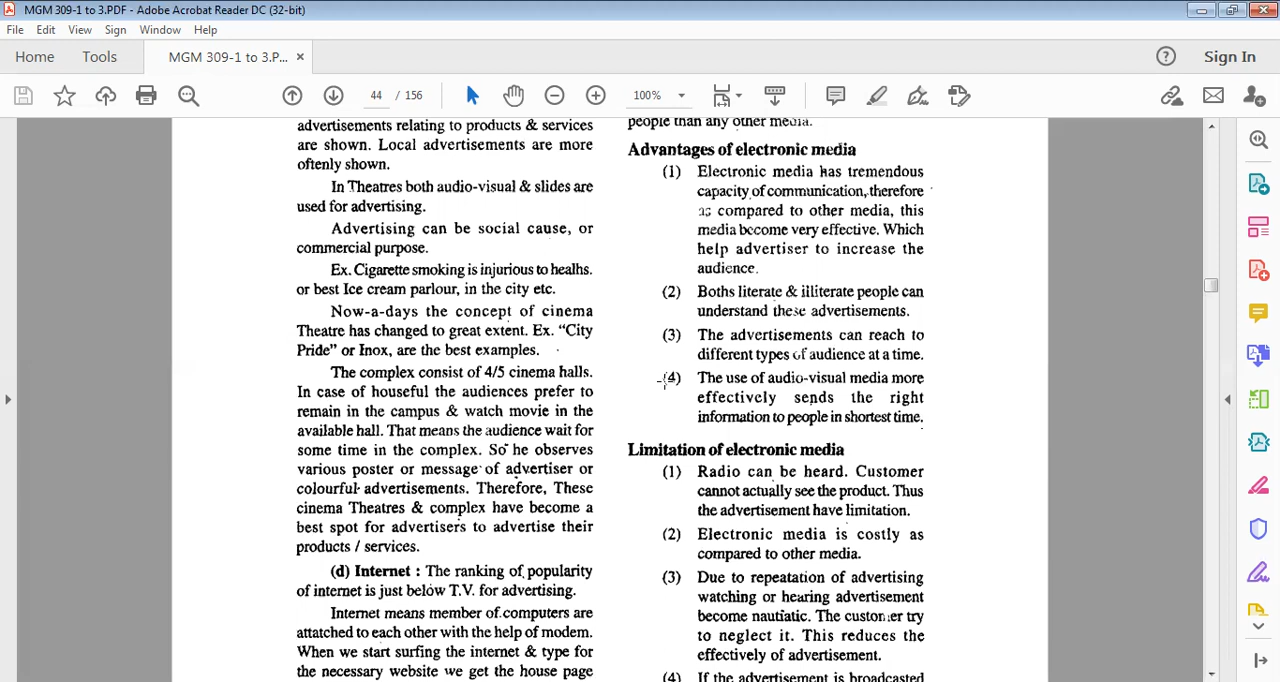 MGM 309-1 to 3.PDF - Adobe Acrobat Reader DC (32-bit)
File Edit View Sign Window Help
Home Tools MGM 309-1 to 3.P... × Sign In
44 / 156 100%
advertisements relating to products & services
are shown. Local advertisements are more
oftenly shown.
In Theatres both audio-visual & slides are
used for advertising.
Advertising can be social cause, or
commercial purpose.
Ex. Cigarette smoking is injurious to healhs.
or best Ice cream parlour, in the city etc.
Now-a-days the concept of cinema
Theatre has changed to great extent. Ex. “City
Pride” or Inox, are the best examples.
The complex consist of 4/5 cinema halls.
In case of houseful the audiences prefer to
remain in the campus & watch movie in the
available hall. That means the audience wait for
some time in the complex. So he observes
various poster or message of advertiser or
colourful advertisements. Therefore, These
cinema Theatres & complex have become a
best spot for advertisers to advertise their
products / services.
(d) Internet : The ranking of popularity
of internet is just below T.V. for advertising.
Internet means member of computers are
attatched to each other with the help of modem.
When we start surfing the internet & type for
the necessary website we get the house page
people than any other media.
Advantages of electronic media
(1) Electronic media has tremendous
capacity of communication, therefore
as compared to other media, this
media become very effective. Which
help advertiser to increase the
audience.
(2) Boths literate & illiterate people can
understand these advertisements.
(3) The advertisements can reach to
different types of audience at a time.
(4) The use of audio-visual media more
effectively sends the right
information to people in shortest time.
Limitation of electronic media
(1) Radio can be heard. Customer
cannot actually see the product. Thus
the advertisement have limitation.
(2) Electronic media is costly as
compared to other media.
(3) Due to repeatation of advertising
watching or hearing advertisement
become nautiatic. The customer try
to neglect it. This reduces the
effectively of advertisement.
(4) If the advertisement is broadcasted